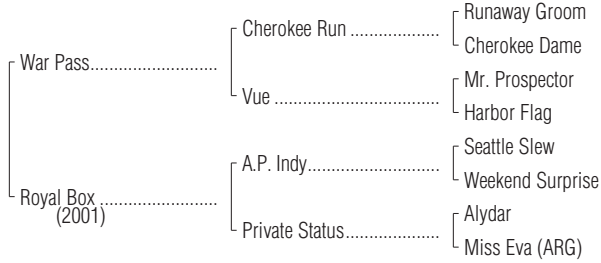 Runaway Groom
Cherokee Run ..................
Cherokee Dame
War Pass.........................
Mr. Prospector
Vue .................................
Harbor Flag
Seattle Slew
A.P. Indy..........................
Weekend Surprise
Royal Box .......................
(2001)
Alydar
Private Status...................
Miss Eva (ARG)